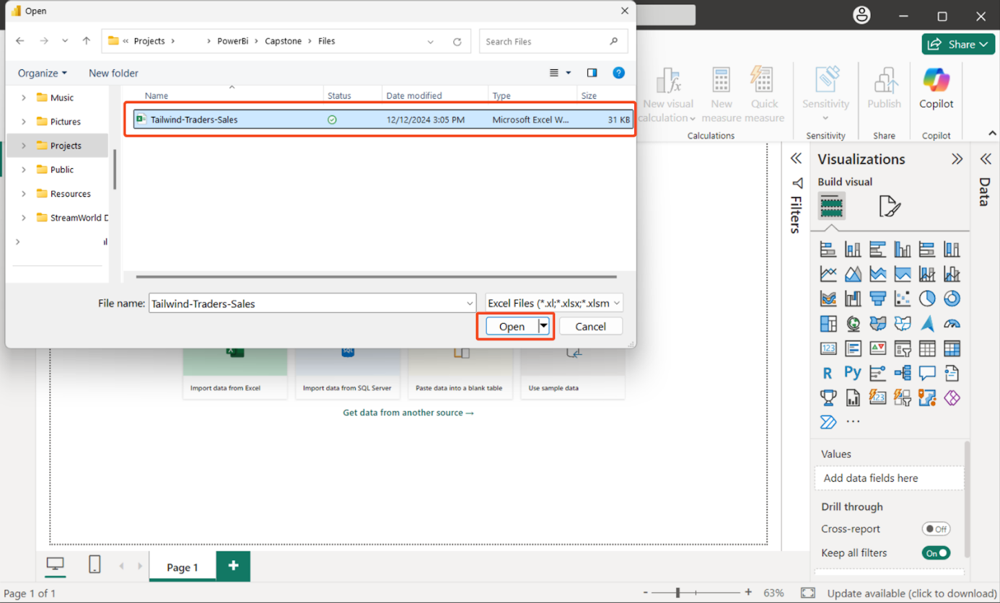 Open
« Projects › › PowerBi › Capstone › Files
Search Files
Organize
New folder
Name
Status
Date modified
Type
Size
Tailwind-Traders-Sales
12/12/2024 3:05 PM
Microsoft Excel W...
31 KB
Music
Pictures
Projects
Public
Resources
StreamWorld D
File name:
Tailwind-Traders-Sales
Excel Files (*.xl;*.xlsx;*.xlsm
Open
Cancel
Share
New visual
calculation
New
measure
Quick
measure
Calculations
Sensitivity
Sensitivity
Publish
Share
Copilot
Copilot
Import data from Excel
SQL
Import data from SQL Server
Paste data into a blank table
Use sample data
Get data from another source →
Filters
Visualizations
Build visual
123
R
Py
123
...
Values
Add data fields here
Drill through
Cross-report
Off
Keep all filters
On
Data
Page 1
+
Page 1 of 1
- + 63%
Update available (click to download)